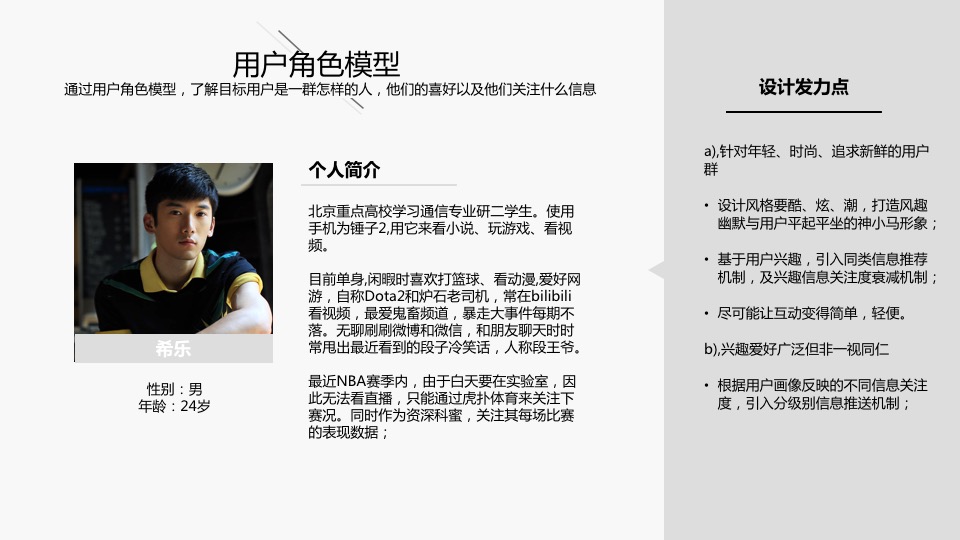 用户角色模型
通过用户角色模型，了解目标用户是一群怎样的人，他们的喜好以及他们关注什么信息
希乐
性别：男
年龄：24岁
个人简介
北京重点高校学习通信专业研二学生。使用
手机为锤子2,用它来看小说、玩游戏、看视
频。
目前单身,闲暇时喜欢打篮球、看动漫,爱好网
游，自称Dota2和炉石老司机，常在bilibili
看视频，最爱鬼畜频道，暴走大事件每期不
落。无聊刷刷微博和微信，和朋友聊天时时
常甩出最近看到的段子冷笑话，人称段王爷。
最近NBA赛季内，由于白天要在实验室，因
此无法看直播，只能通过虎扑体育来关注下
赛况。同时作为资深科蜜，关注其每场比赛
的表现数据；
设计发力点
a),针对年轻、时尚、追求新鲜的用户
群
• 设计风格要酷、炫、潮，打造风趣
幽默与用户平起平坐的神小马形象；
• 基于用户兴趣，引入同类信息推荐
机制，及兴趣信息关注度衰减机制；
• 尽可能让互动变得简单，轻便。
b),兴趣爱好广泛但非一视同仁
• 根据用户画像反映的不同信息关注
度，引入分级别信息推送机制；